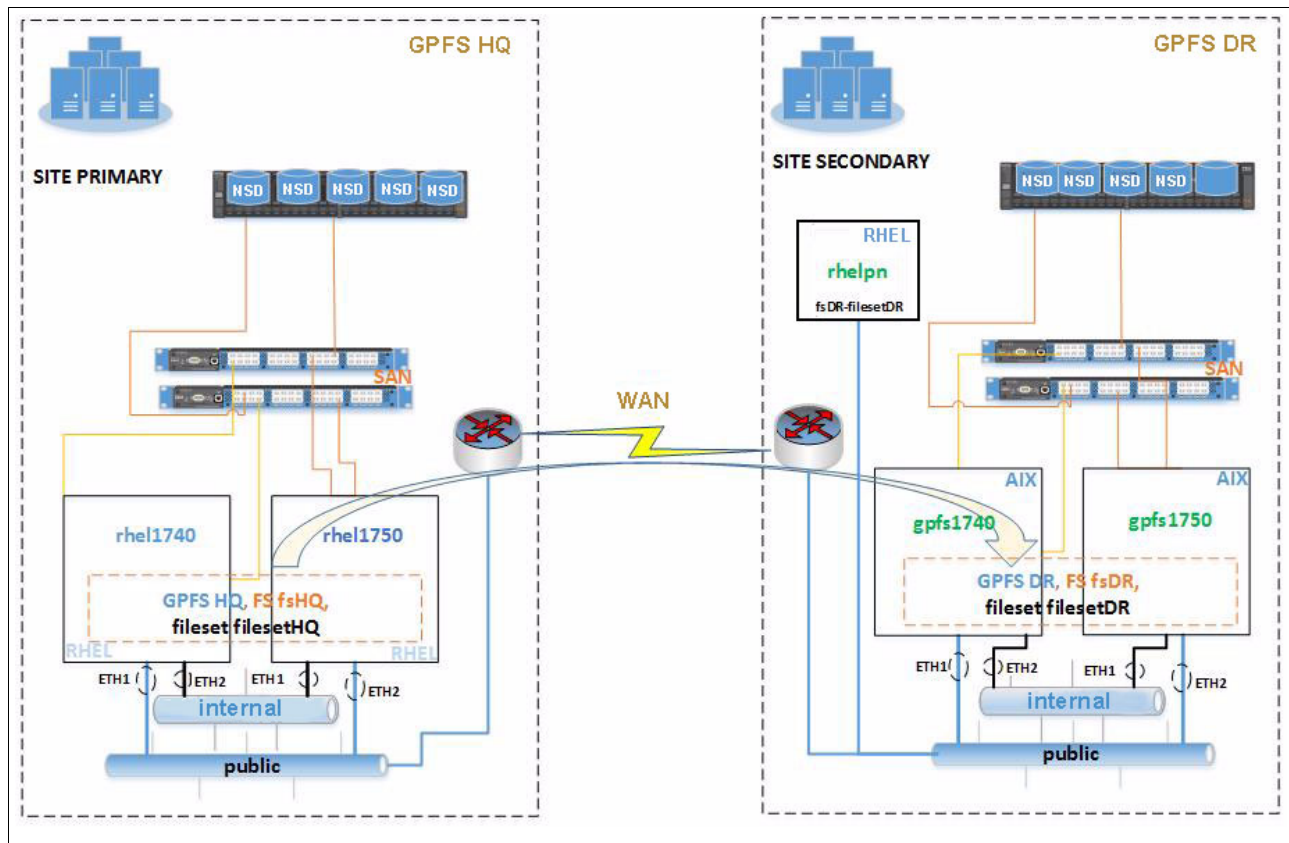 GPFS HQ
SITE PRIMARY
NSD NSD NSD NSD NSD
SAN
rhel1740
rhel1750
GPFS HQ, FS fsHQ,
fileset filesetHQ
RHEL
RHEL
ETH1
ETH2
ETH1
ETH2
internal
public
WAN
GPFS DR
SITE SECONDARY
NSD NSD NSD NSD
RHEL
rhelpn
fsDR-filesetDR
SAN
AIX
AIX
gpfs1740
gpfs1750
GPFS DR, FS fsDR,
fileset filesetDR
ETH1
ETH2
ETH1
ETH2
internal
public